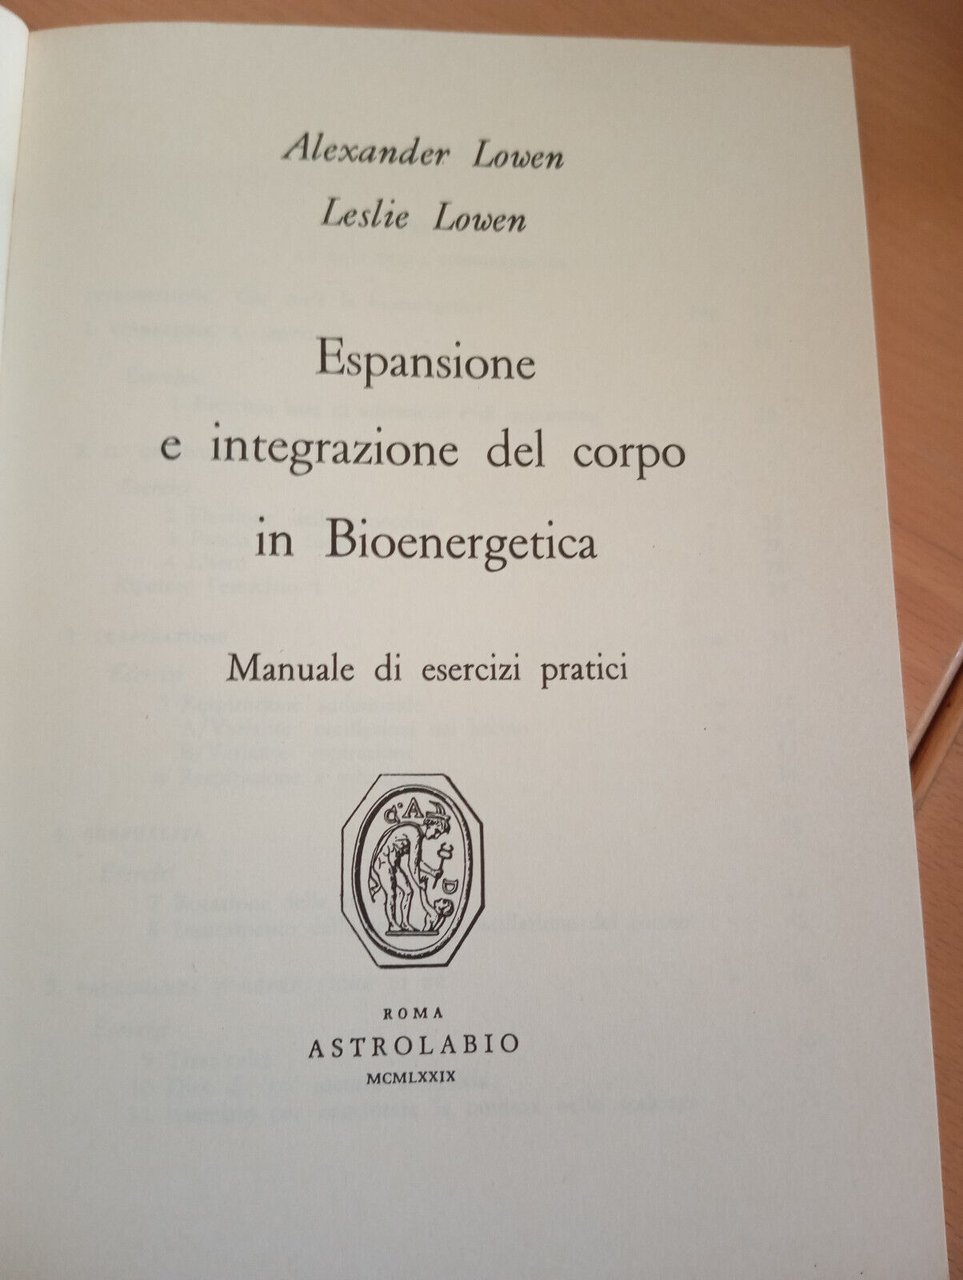 Alexander Lowen
Leslie Lowen
Espansione
e integrazione del corpo
in Bioenergetica
Manuale di esercizi pratici
A
D
ROMA
ASTROLABIO
MCMLXXIX